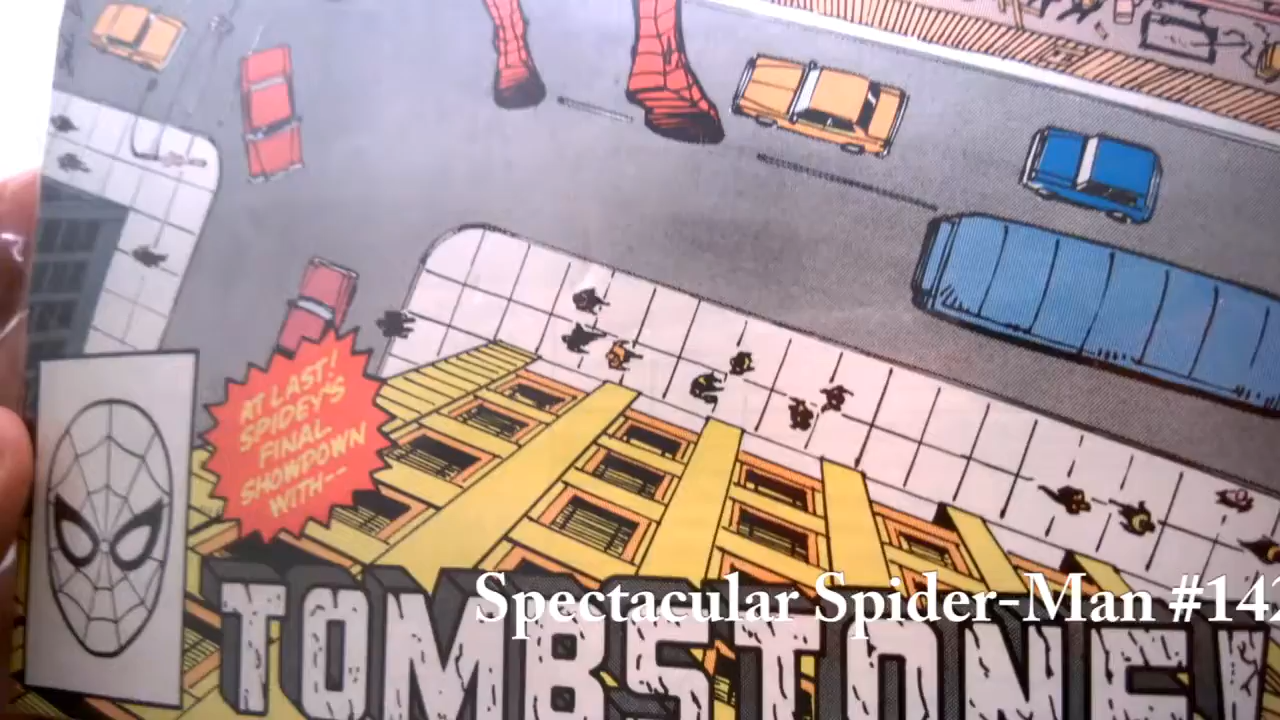 AT LAST!
SPIDEY'S
FINAL
SHOWDOWN
WITH--
TOMBSTONE!
Spectacular Spider-Man #142